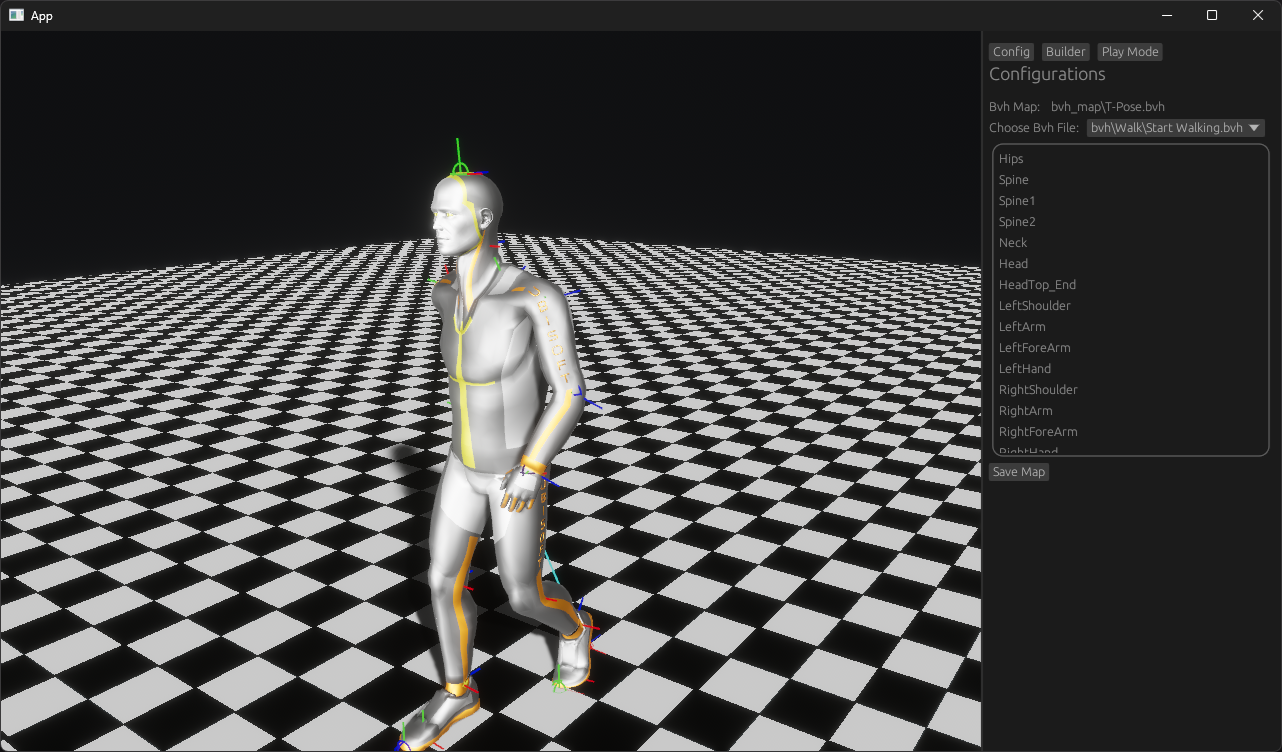 App
Config Builder Play Mode
Configurations
Bvh Map: bvh_map\T-Pose.bvh
Choose Bvh File: bvh\Walk\Start Walking.bvh
Hips
Spine
Spine1
Spine2
Neck
Head
HeadTop_End
LeftShoulder
LeftArm
LeftForeArm
LeftHand
RightShoulder
RightArm
RightForeArm
RightHand
Save Map